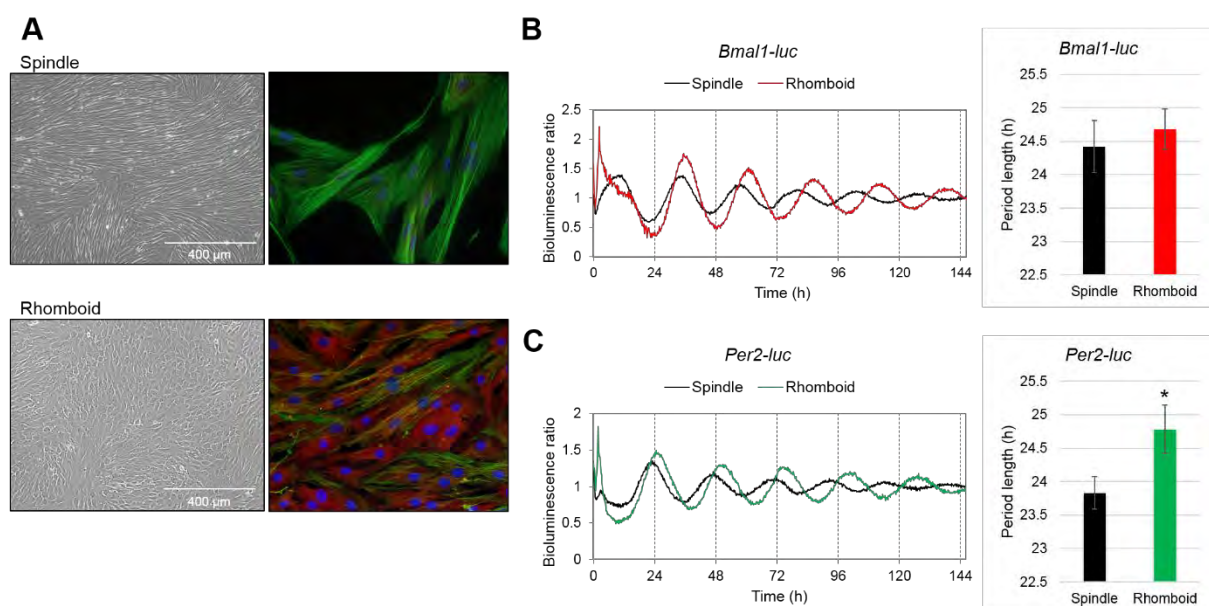 A
Spindle
400 µm
Rhomboid
400 µm
B
Bmal1-luc
Spindle Rhomboid
Bioluminescence ratio
2.5
2
1.5
1
0.5
0
0 24 48 72 96 120 144
Time (h)
Bmal1-luc
Period length (h)
25.5
25
24.5
24
23.5
23
22.5
Spindle Rhomboid
C
Per2-luc
Spindle Rhomboid
Bioluminescence ratio
2
1.5
1
0.5
0
0 24 48 72 96 120 144
Time (h)
Per2-luc
Period length (h)
25.5
25
24.5
24
23.5
23
22.5
*
Spindle Rhomboid